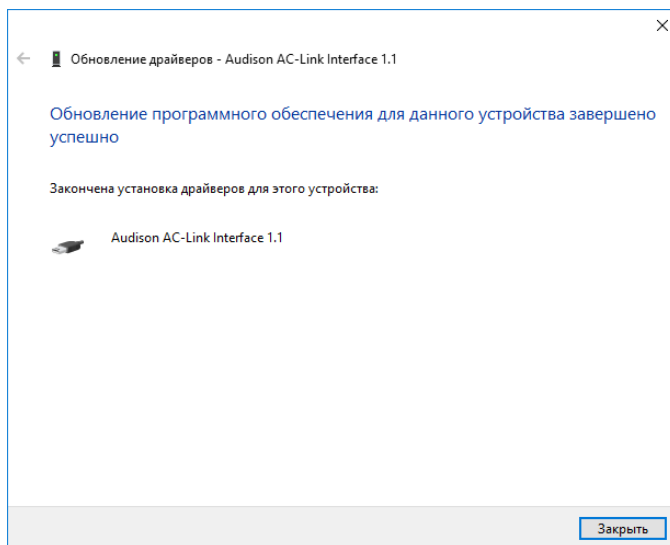 Обновление драйверов - Audison AC-Link Interface 1.1
Обновление программного обеспечения для данного устройства завершено
успешно
Закончена установка драйверов для этого устройства:
Audison AC-Link Interface 1.1
Закрыть